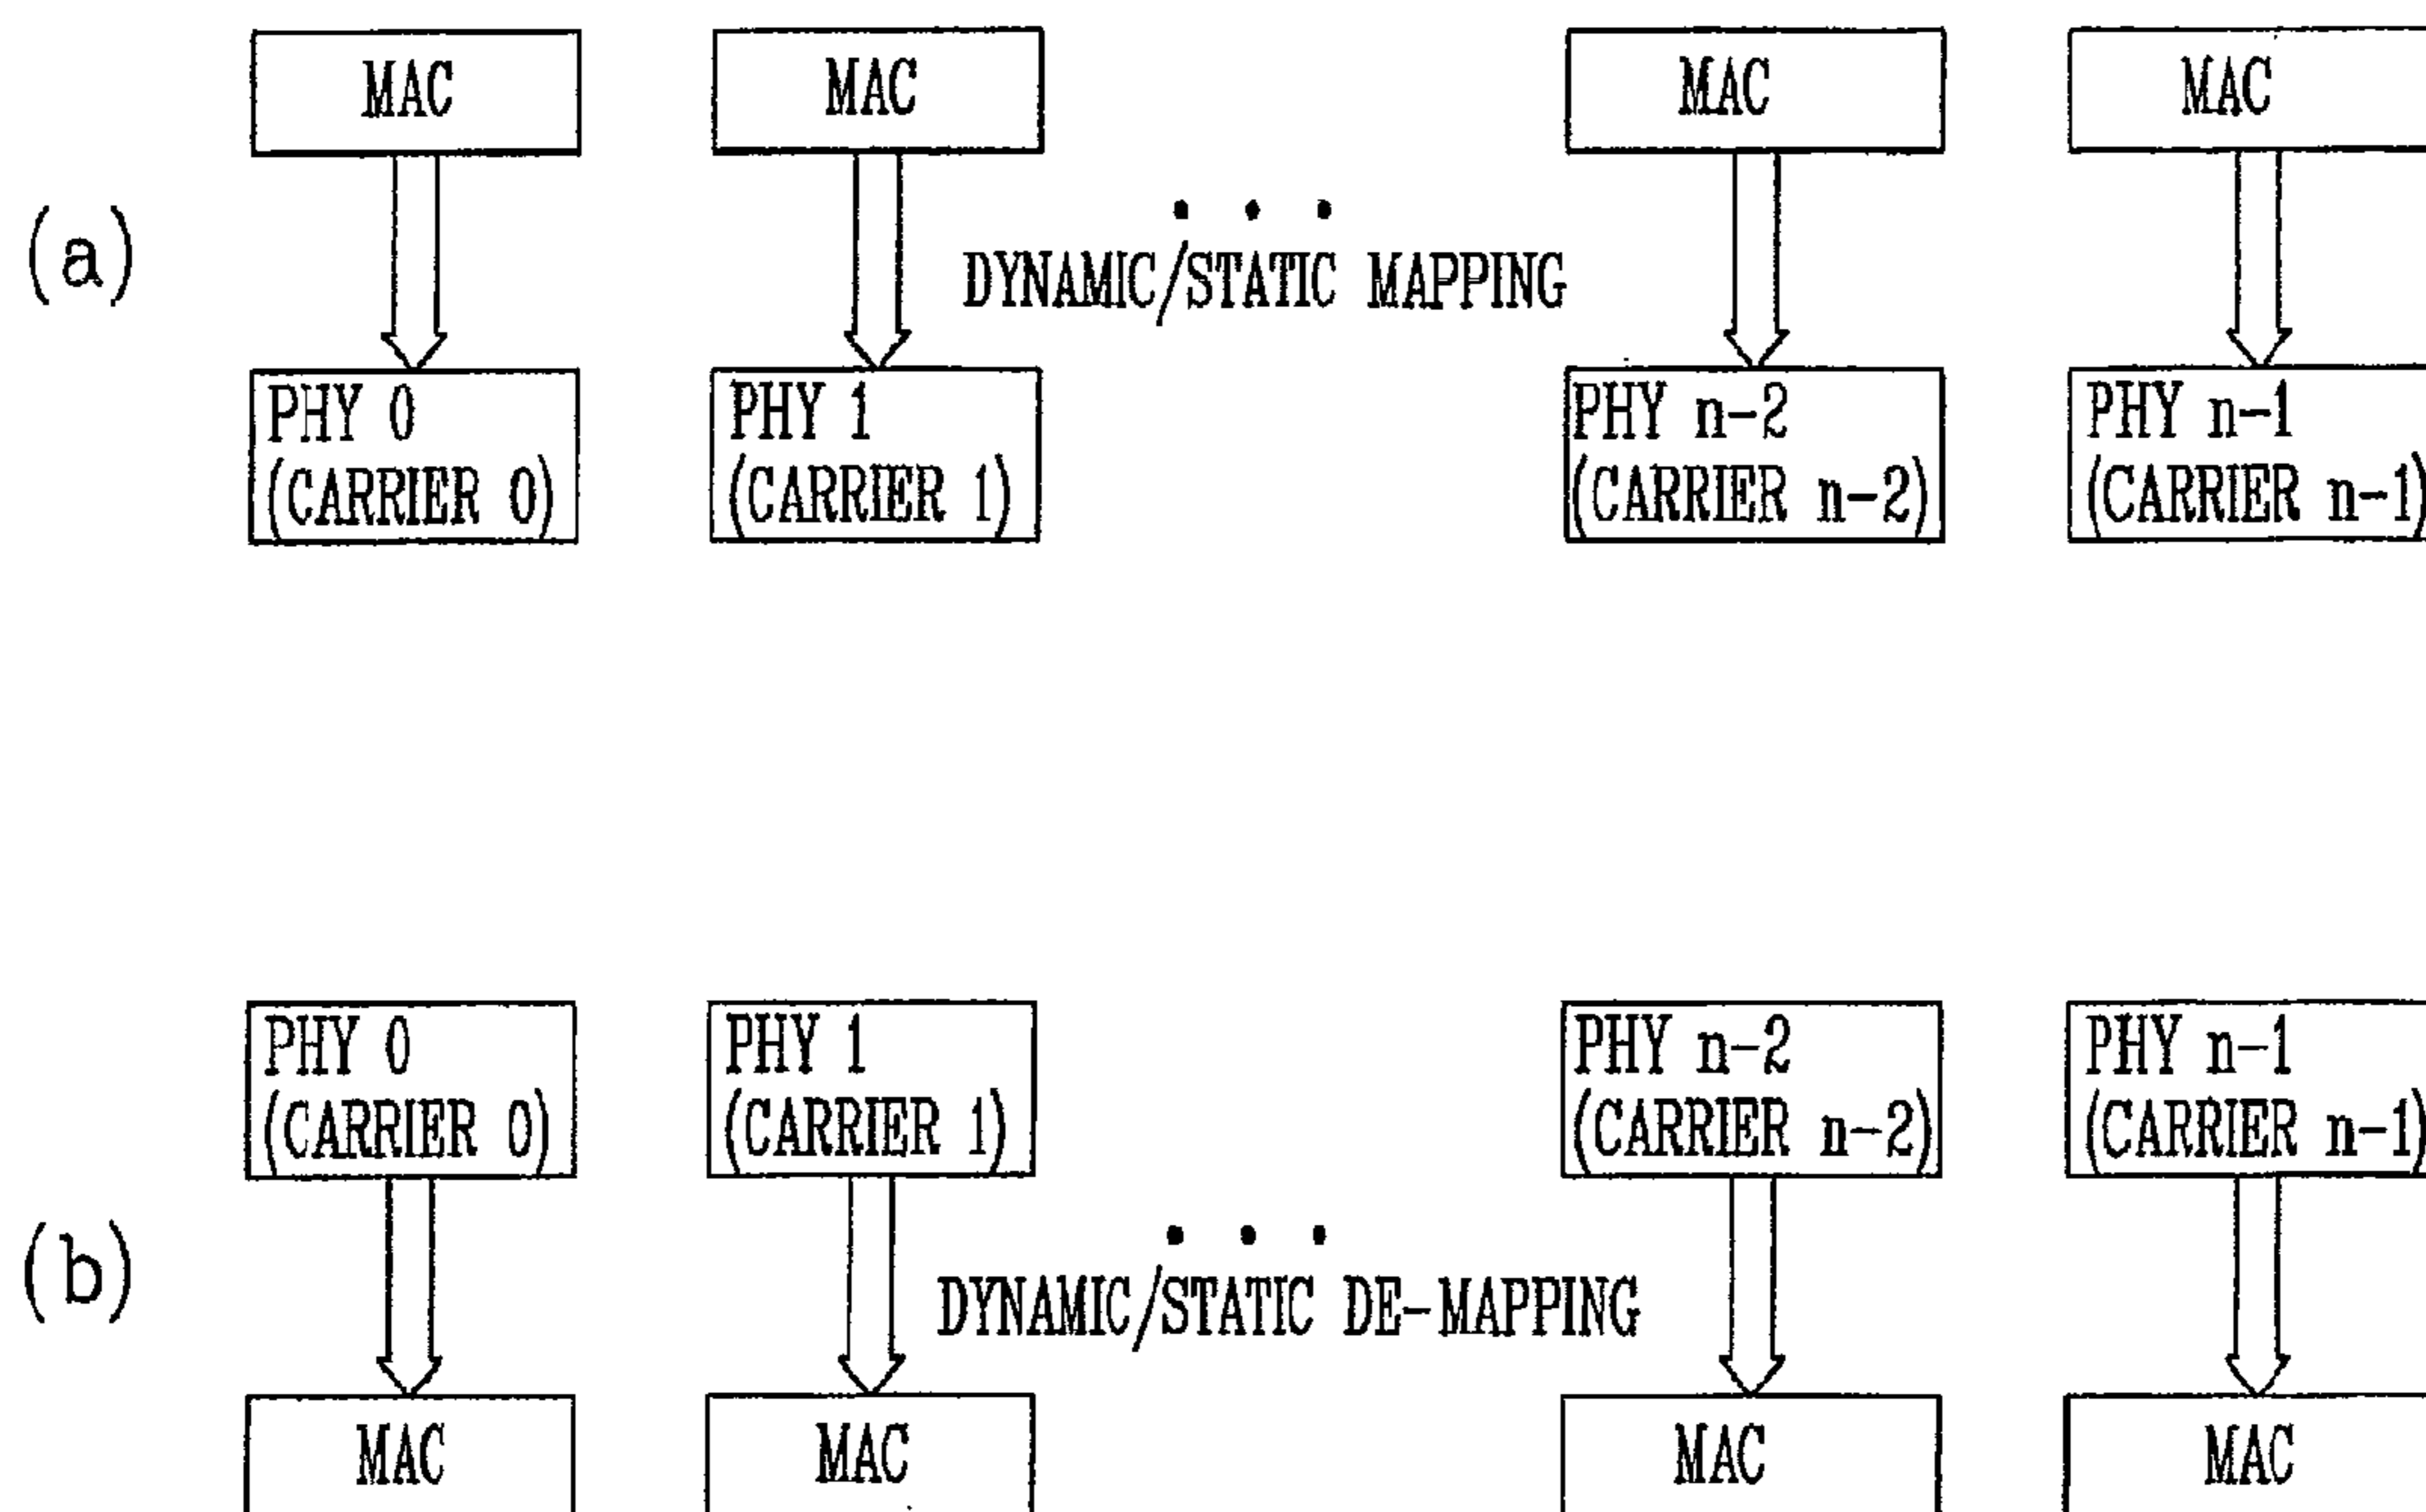 MAC MAC MAC MAC
(a)
DYNAMIC/STATIC MAPPING
PHY 0 PHY 1 PHY n-2 PHY n-1
(CARRIER 0) (CARRIER 1) (CARRIER n-2) (CARRIER n-1)
PHY 0 PHY 1 PHY n-2 PHY n-1
(CARRIER 0) (CARRIER 1) (CARRIER n-2) (CARRIER n-1)
(b)
DYNAMIC/STATIC DE-MAPPING
MAC MAC MAC MAC